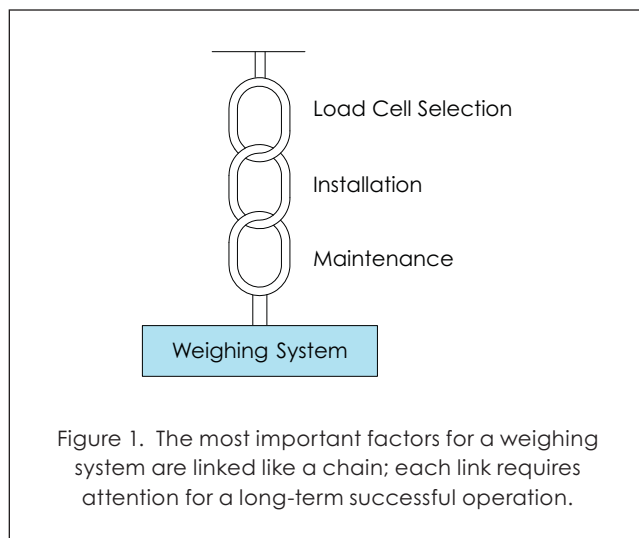 Load Cell Selection
Installation
Maintenance
Weighing System
Figure 1.  The most important factors for a weighing
system are linked like a chain; each link requires
attention for a long-term successful operation.